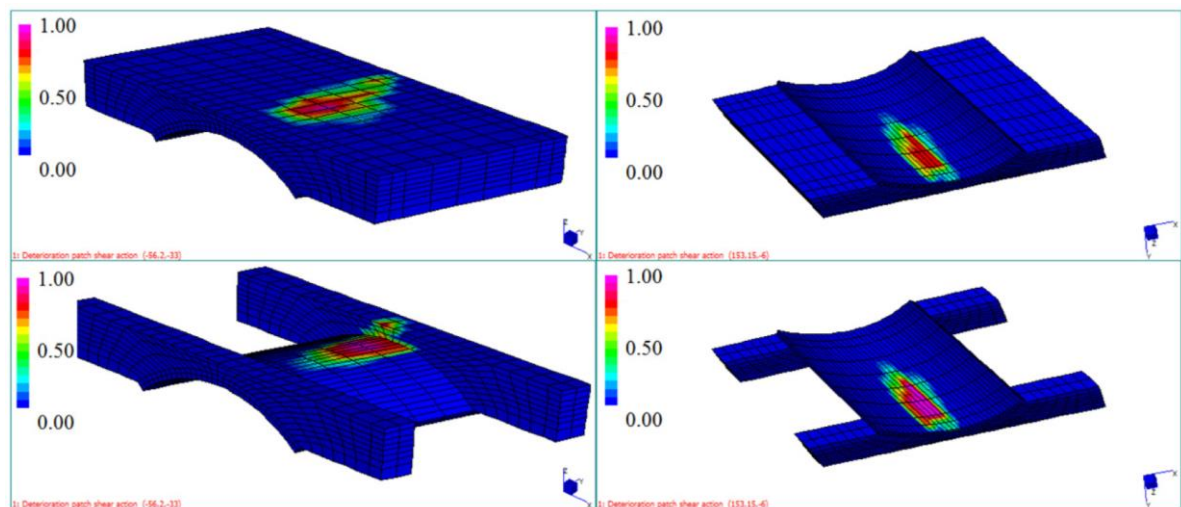 1.00
0.50
0.00
Z
Y
X
1: Deterioration patch shear action (-56,2,-33)
1.00
0.50
0.00
X
Z
Y
1: Deterioration patch shear action (153,15,-6)
1.00
0.50
0.00
Z
Y
X
1: Deterioration patch shear action (-56,2,-33)
1.00
0.50
0.00
X
Z
Y
1: Deterioration patch shear action (153,15,-6)